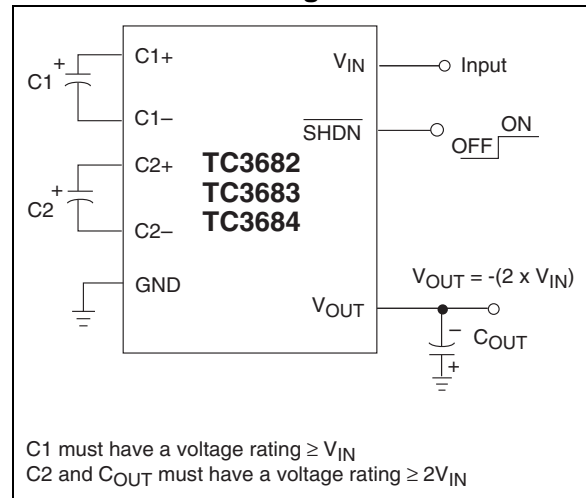 C1
+
C1+
C1–
C2
+
C2+
C2–
GND
TC3682
TC3683
TC3684
VIN
Input
SHDN
OFF
ON
VOUT
VOUT = -(2 x VIN)
–
COUT
+
C1 must have a voltage rating ≥ VIN
C2 and COUT must have a voltage rating ≥ 2VIN